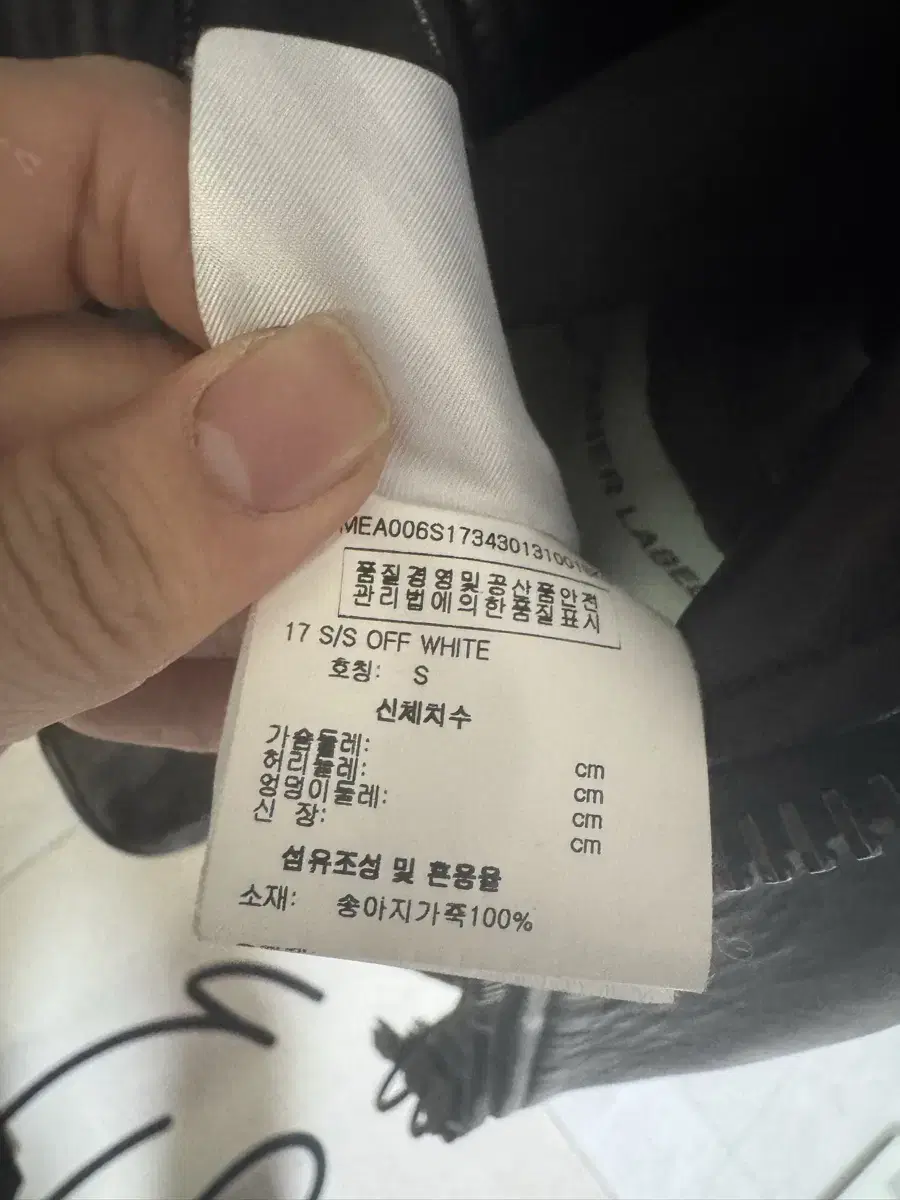 MEA006S1734301310
품질경영및공산품안전
관리법에의한품질표시
17 S/S OFF WHITE
호칭: S
신체치수
가슴둘레: cm
허리둘레: cm
엉덩이둘레: cm
신 장: cm
섬유조성 및 혼용율
소재: 송아지가죽100%